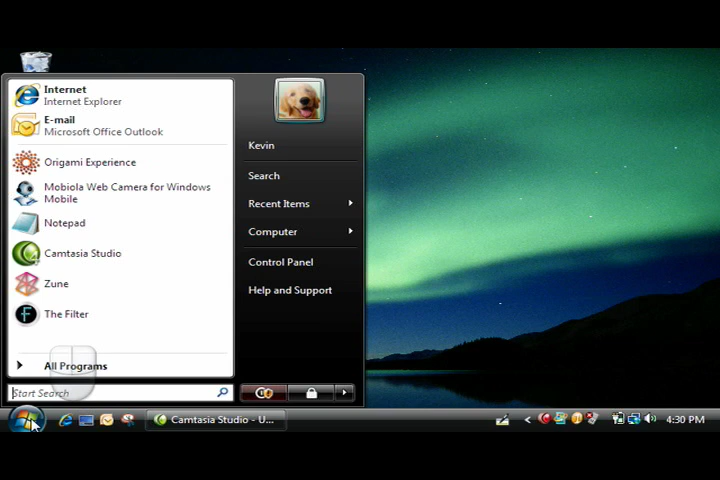 Internet
Internet Explorer
E-mail
Microsoft Office Outlook
Origami Experience
Mobiola Web Camera for Windows
Mobile
Notepad
Camtasia Studio
Zune
The Filter
All Programs
Start Search
Kevin
Search
Recent Items
Computer
Control Panel
Help and Support
Camtasia Studio - U...
4:30 PM